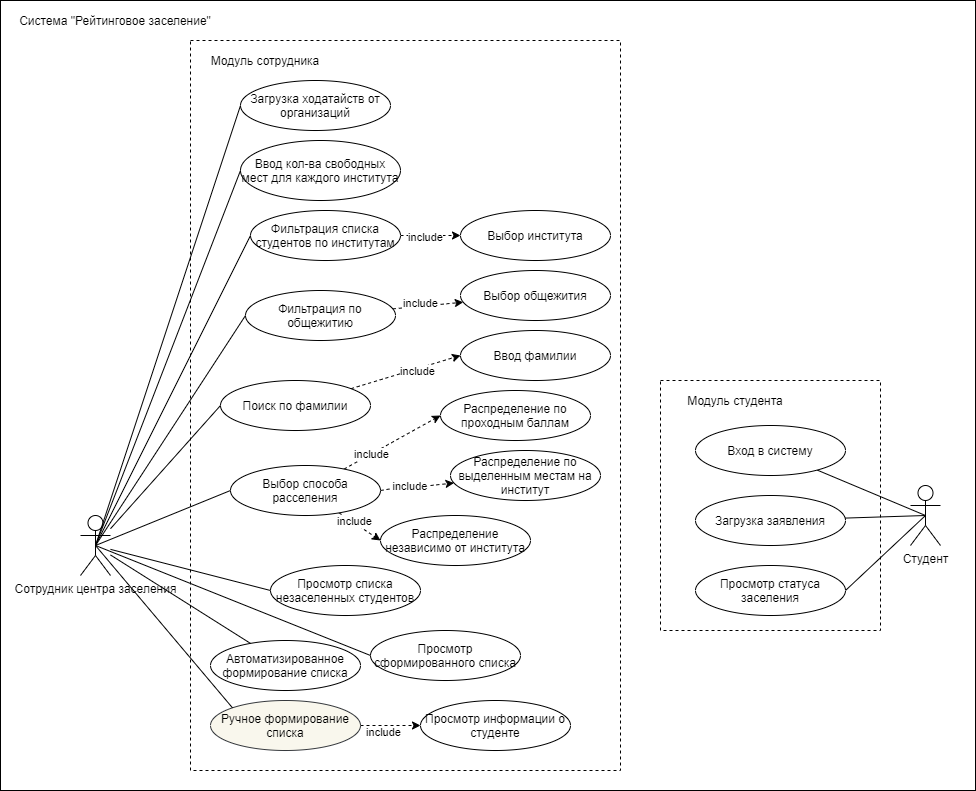 Система "Рейтинговое заселение"
Модуль сотрудника
Загрузка ходатайств от
организаций
Ввод кол-ва свободных
мест для каждого института
Фильтрация списка
студентов по институтам
include
Выбор института
Фильтрация по
общежитию
include
Выбор общежития
Поиск по фамилии
include
Ввод фамилии
Выбор способа
расселения
include
Распределение по
проходным баллам
include
Распределение по
выделенным местам на
институт
include
Распределение
независимо от института
Сотрудник центра заселения
Просмотр списка
незаселенных студентов
Просмотр
сформированного списка
Автоматизированное
формирование списка
Ручное формирование
списка
include
Просмотр информации о
студенте
Модуль студента
Вход в систему
Загрузка заявления
Просмотр статуса
заселения
Студент